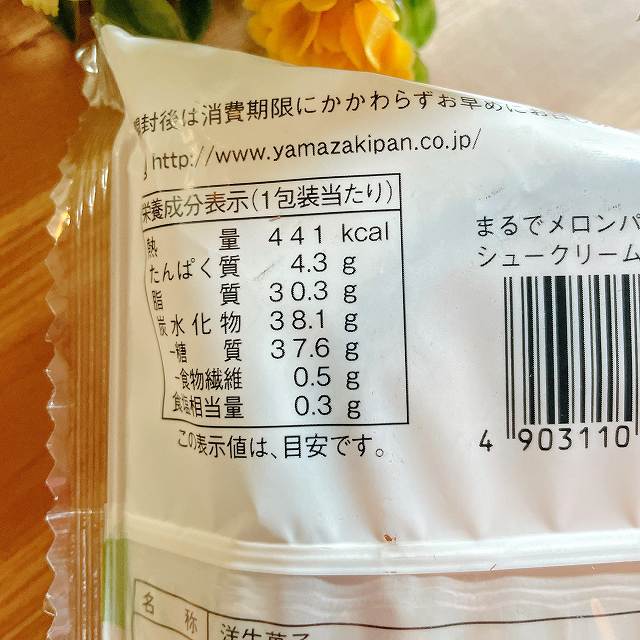 開封後は消費期限にかかわらずお早めにお召し
http://www.yamazakipan.co.jp/
栄養成分表示(1包装当たり)
熱量 441 kcal
たんぱく質 4.3 g
脂質 30.3 g
炭水化物 38.1 g
-糖質 37.6 g
-食物繊維 0.5 g
食塩相当量 0.3 g
この表示値は、目安です。
まるでメロンパ
シュークリーム
4 903110
名称 洋生菓子